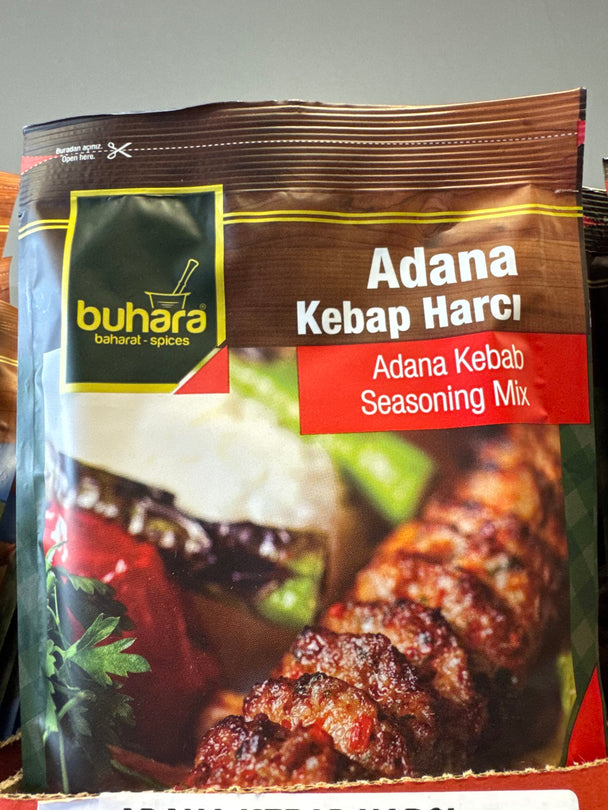 Buradan açınız.
Open here.
buhara®
baharat - spices
Adana
Kebap Harcı
Adana Kebab
Seasoning Mix